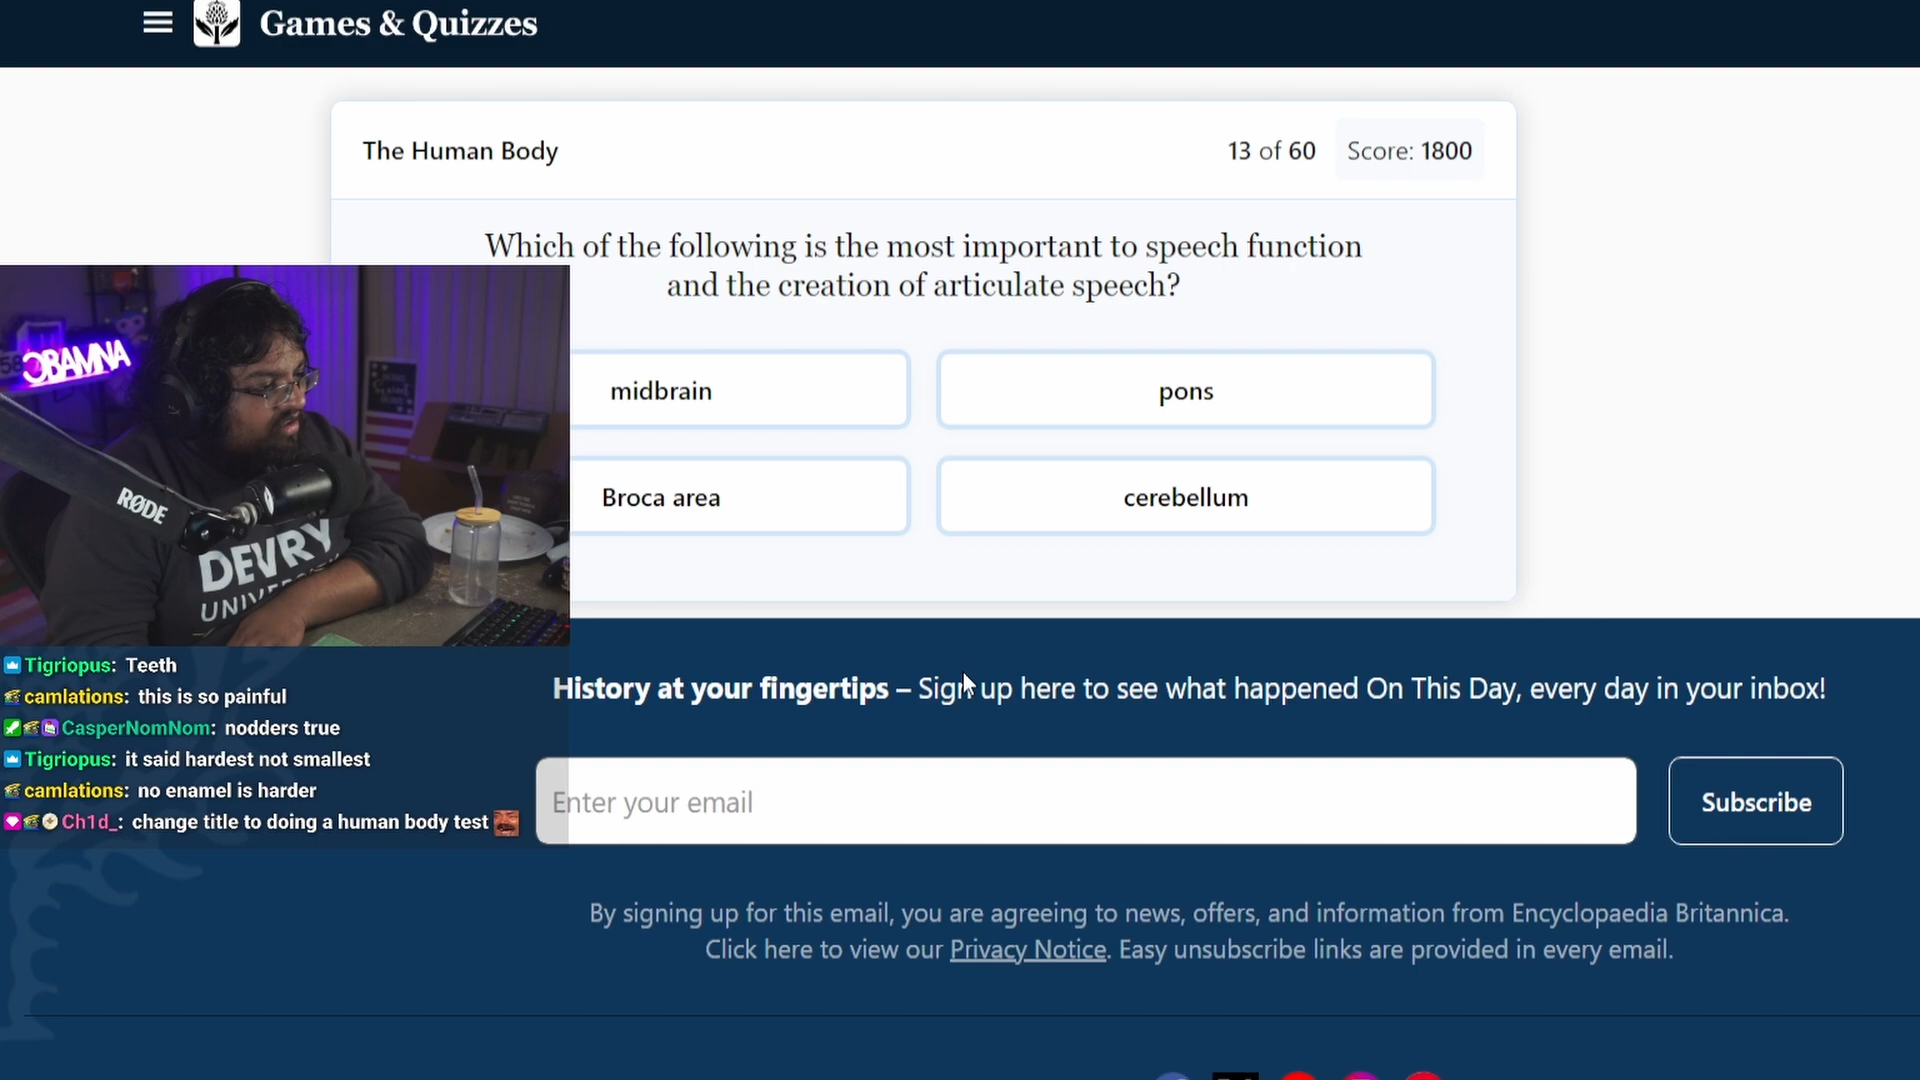 Games & Quizzes
The Human Body
13 of 60
Score: 1800
Which of the following is the most important to speech function
and the creation of articulate speech?
midbrain
pons
Broca area
cerebellum
OBAMNA
RØDE
DEVRY
Tigriopus: Teeth
camlations: this is so painful
CasperNomNom: nodders true
Tigriopus: it said hardest not smallest
camlations: no enamel is harder
Ch1d_: change title to doing a human body test
History at your fingertips – Sign up here to see what happened On This Day, every day in your inbox!
Enter your email
Subscribe
By signing up for this email, you are agreeing to news, offers, and information from Encyclopaedia Britannica.
Click here to view our Privacy Notice. Easy unsubscribe links are provided in every email.